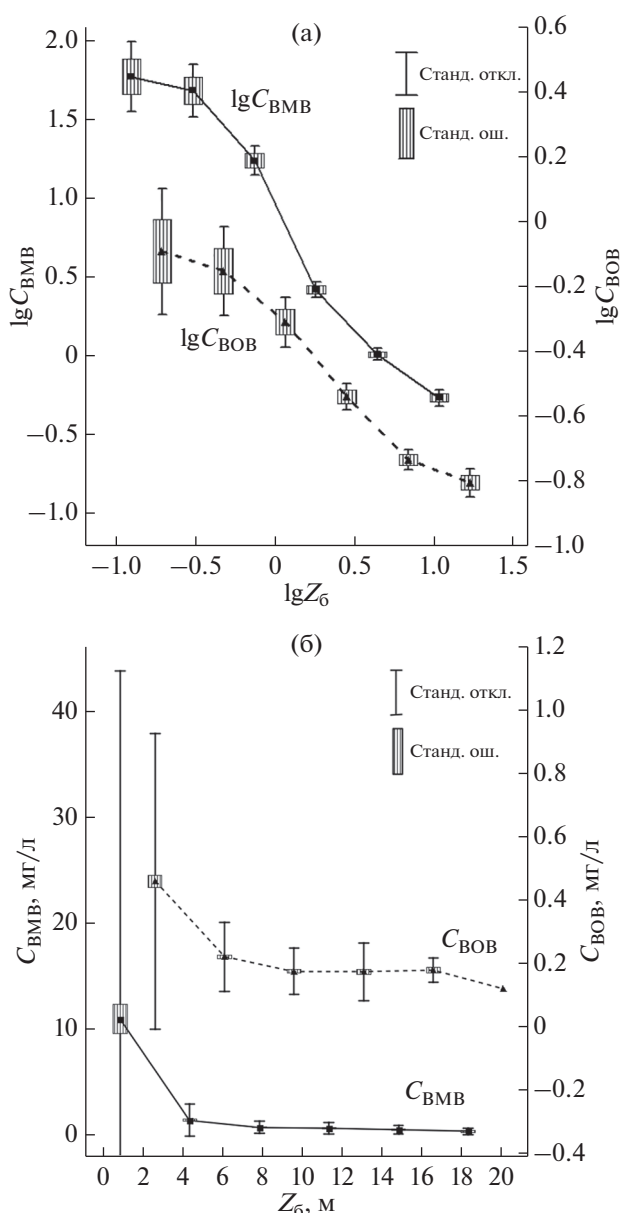 (а)
2.0
1.5
1.0
0.5
0
−0.5
−1.0
lgC_ВМВ
0.6
0.4
0.2
0
−0.2
−0.4
−0.6
−0.8
−1.0
lgC_ВОВ
Станд. откл.
Станд. ош.
lgC_ВМВ
lgC_ВОВ
−1.0 −0.5 0 0.5 1.0 1.5
lgZ_б
(б)
40
30
20
10
0
C_ВМВ, мг/л
1.2
1.0
0.8
0.6
0.4
0.2
0
−0.2
−0.4
C_ВОВ, мг/л
Станд. откл.
Станд. ош.
C_ВОВ
C_ВМВ
0 2 4 6 8 10 12 14 16 18 20
Z_б, м